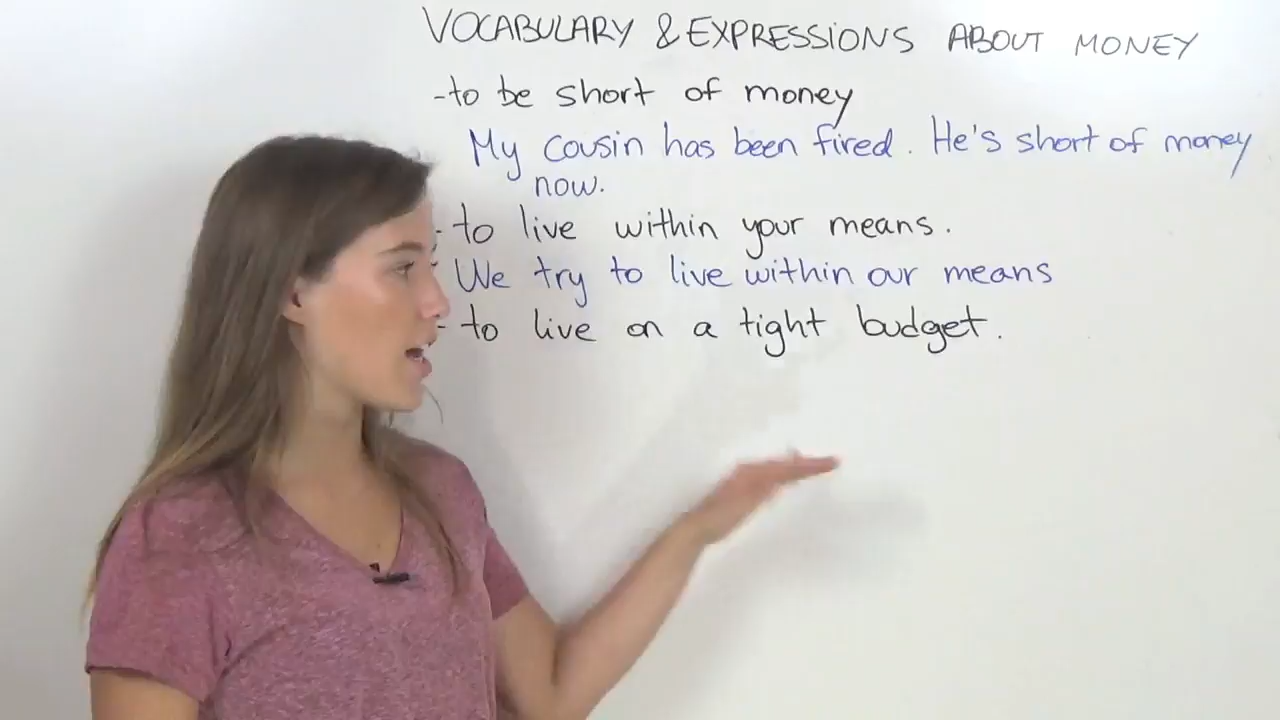 VOCABULARY & EXPRESSIONS ABOUT MONEY
-to be short of money
My cousin has been fired. He's short of money
now.
- to live within your means.
We try to live within our means
- to live on a tight budget.